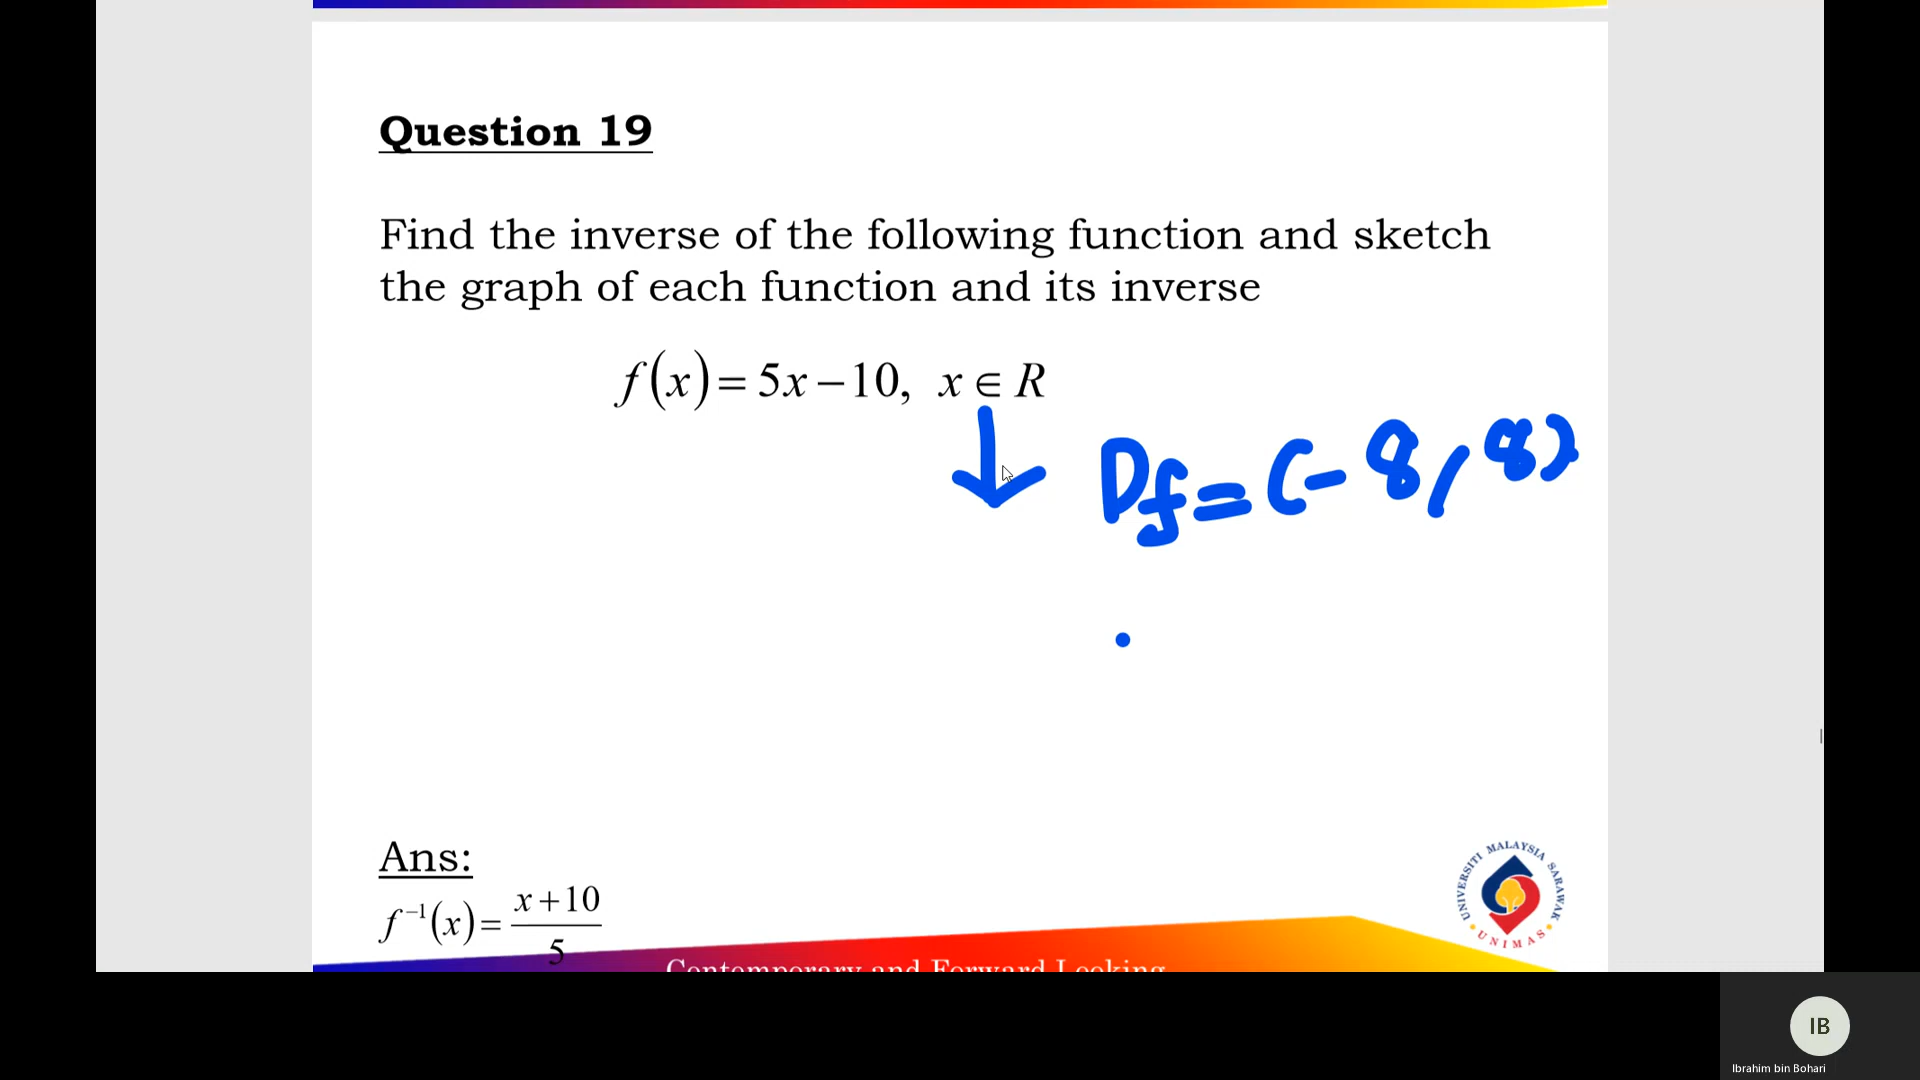 Question 19
Find the inverse of the following function and sketch
the graph of each function and its inverse
f(x) = 5x − 10, x ∈ R
Df = (- 8, 8)
Ans:
f⁻¹(x) = (x + 10)/5
UNIVERSITI MALAYSIA SARAWAK
UNIMAS
Contemporary and Forward Looking
IB
Ibrahim bin Bohari